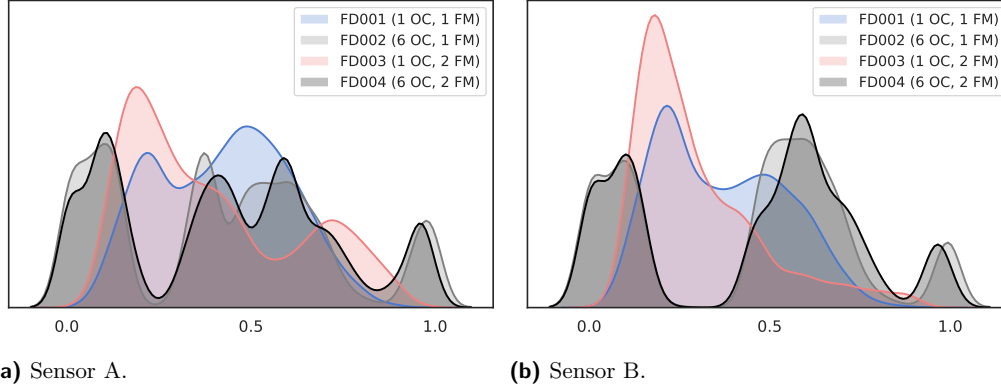 FD001 (1 OC, 1 FM)
FD002 (6 OC, 1 FM)
FD003 (1 OC, 2 FM)
FD004 (6 OC, 2 FM)
0.0 0.5 1.0
a) Sensor A.
FD001 (1 OC, 1 FM)
FD002 (6 OC, 1 FM)
FD003 (1 OC, 2 FM)
FD004 (6 OC, 2 FM)
0.0 0.5 1.0
(b) Sensor B.